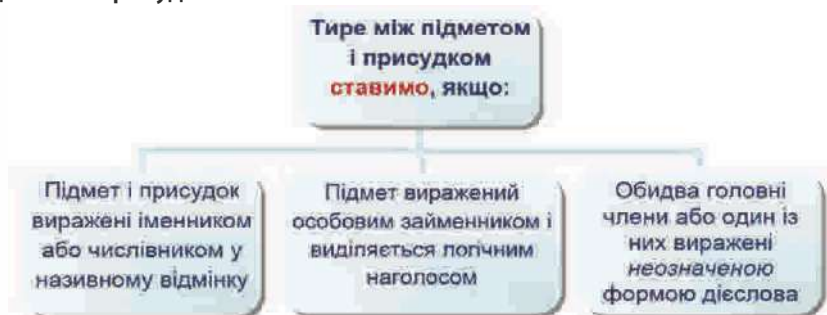 Тире між підметом
і присудком
ставимо, якщо:
Підмет і присудок
виражені іменником
або числівником у
називному відмінку
Підмет виражений
особовим займенником і
виділяється логічним
наголосом
Обидва головні
члени або один із
них виражені
неозначеною
формою дієслова